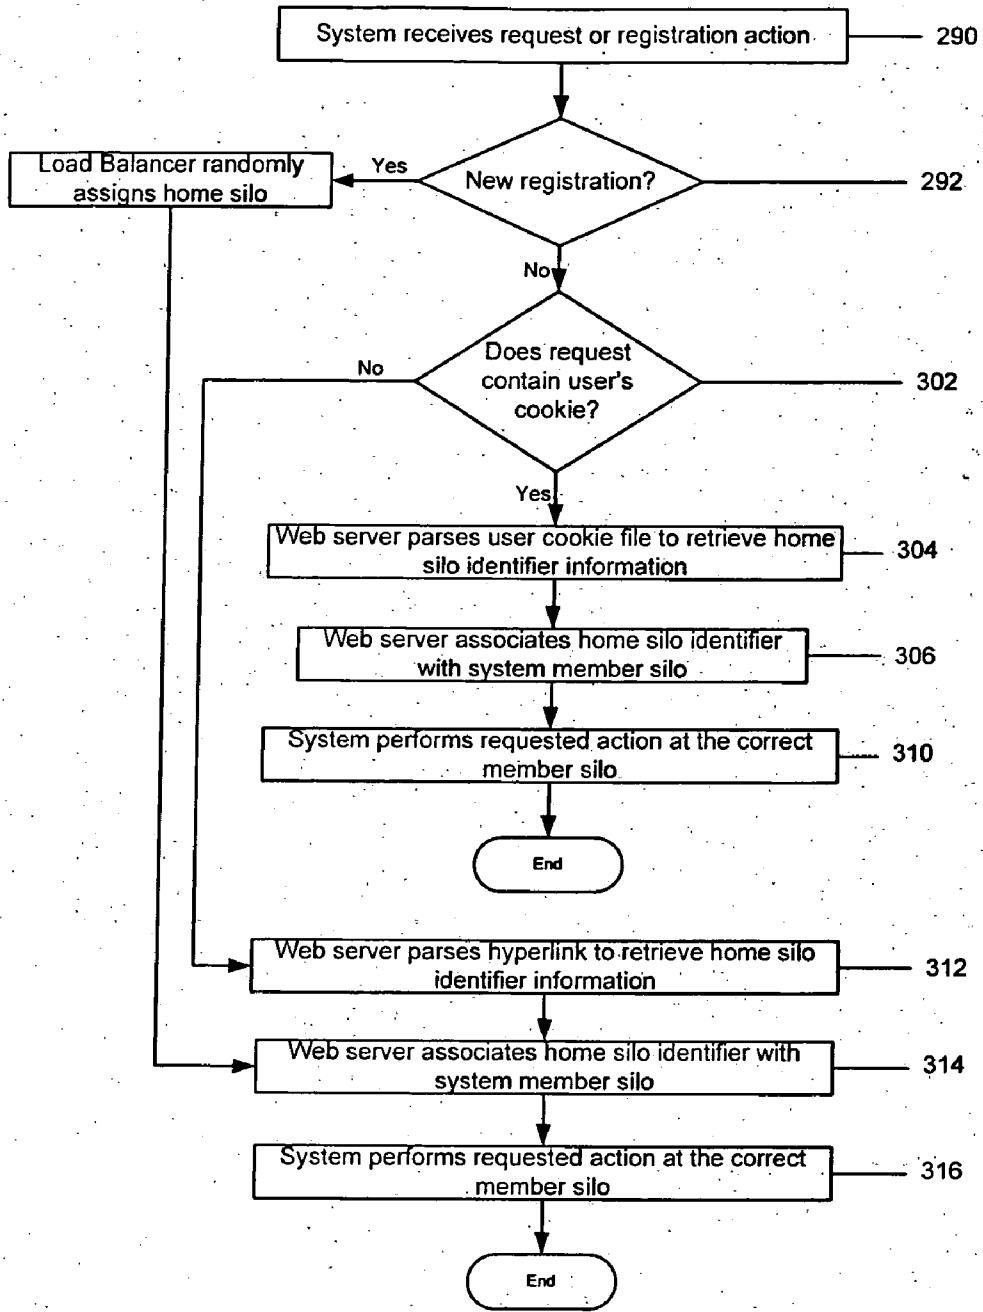 System receives request or registration action
290
Load Balancer randomly
assigns home silo
Yes
New registration?
292
No
Does request
contain user's
cookie?
No
302
Yes
Web server parses user cookie file to retrieve home
silo identifier information
304
Web server associates home silo identifier
with system member silo
306
System performs requested action at the correct
member silo
310
End
Web server parses hyperlink to retrieve home silo
identifier information
312
Web server associates home silo identifier with
system member silo
314
System performs requested action at the correct
member silo
316
End